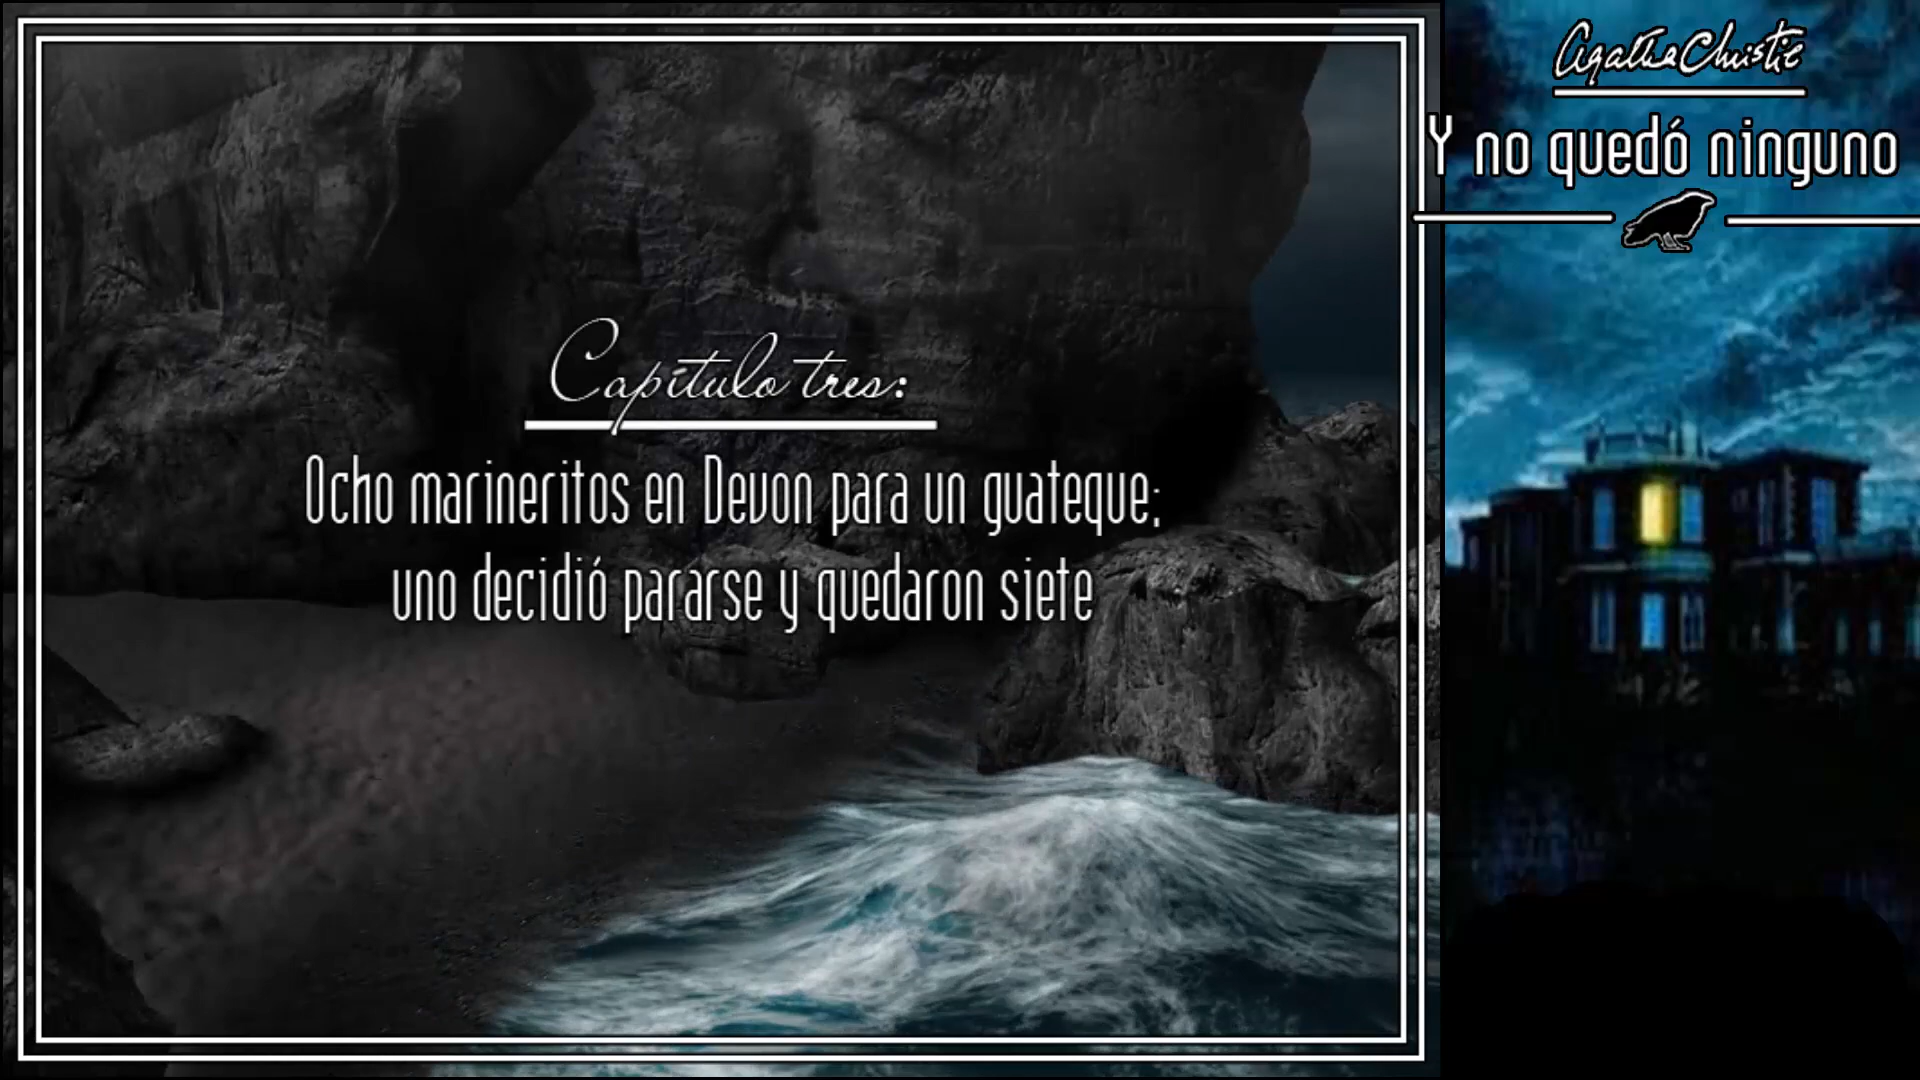 Capítulo tres:
Ocho marineritos en Devon para un guateque;
uno decidió pararse y quedaron siete
Agatha Christie
Y no quedó ninguno